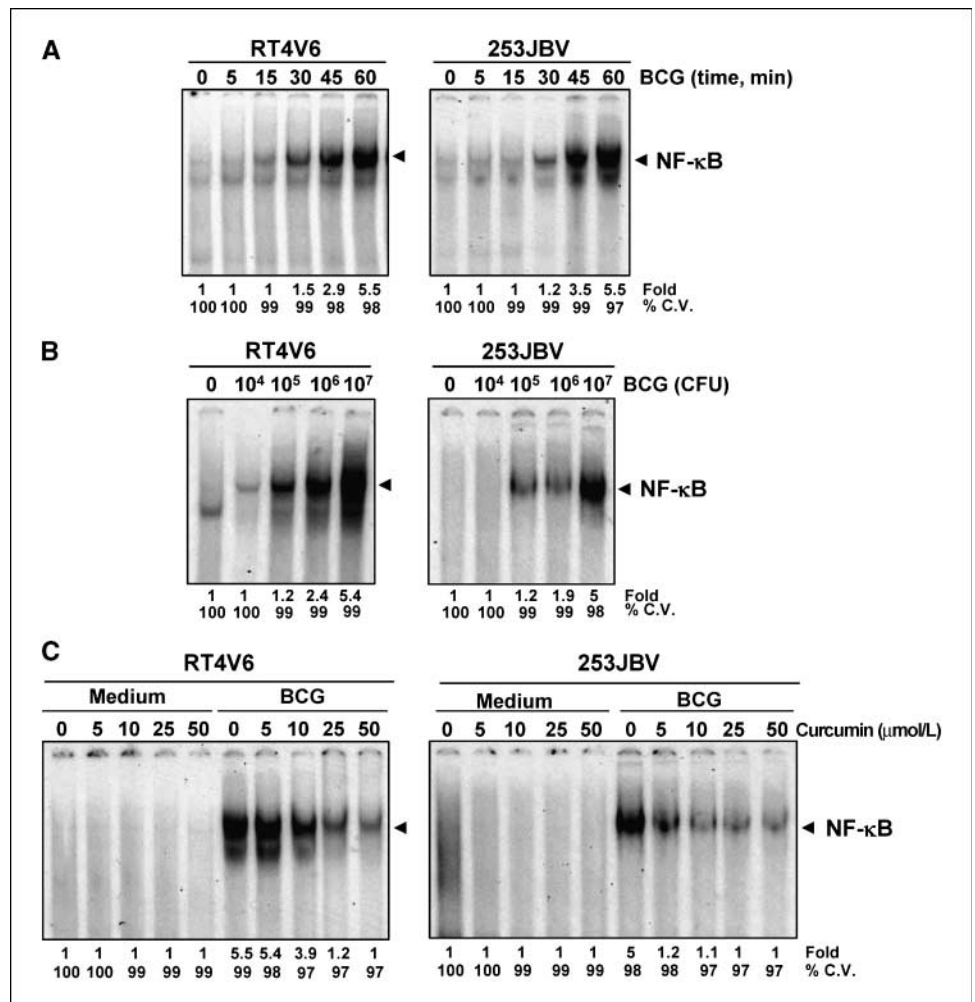 A
RT4V6 253JBV
0 5 15 30 45 60 0 5 15 30 45 60 BCG (time, min)
NF-κB
1 1 1 1.5 2.9 5.5 1 1 1 1.2 3.5 5.5 Fold
100 100 99 99 98 98 100 100 99 99 99 97 % C.V.
B
RT4V6 253JBV
0 10⁴ 10⁵ 10⁶ 10⁷ 0 10⁴ 10⁵ 10⁶ 10⁷ BCG (CFU)
NF-κB
1 1 1.2 2.4 5.4 1 1 1.2 1.9 5 Fold
100 100 99 99 99 100 100 99 99 98 % C.V.
C
RT4V6 253JBV
Medium BCG Medium BCG
0 5 10 25 50 0 5 10 25 50 0 5 10 25 50 0 5 10 25 50 Curcumin (μmol/L)
NF-κB
1 1 1 1 1 5.5 5.4 3.9 1.2 1 1 1 1 1 1 5 1.2 1.1 1 1 Fold
100 100 99 99 99 99 98 97 97 97 100 100 99 99 99 98 98 97 97 97 % C.V.